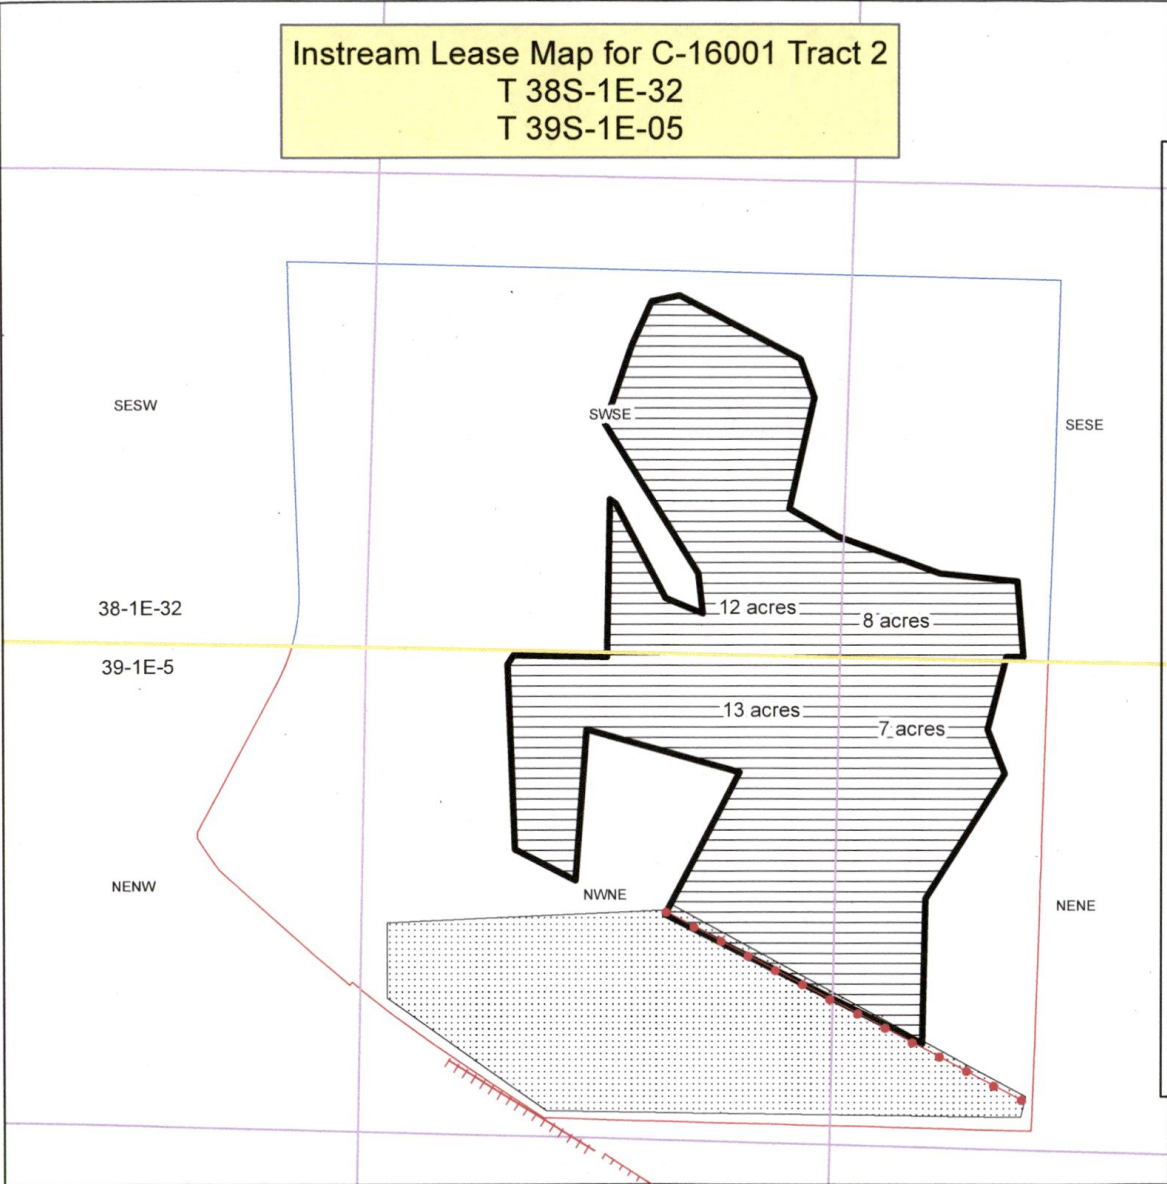 Instream Lease Map for C-16001 Tract 2
T 38S-1E-32
T 39S-1E-05
SESW
SWSE
SESE
38-1E-32
12 acres
8 acres
39-1E-5
13 acres
7 acres
NENW
NWNE
NENE